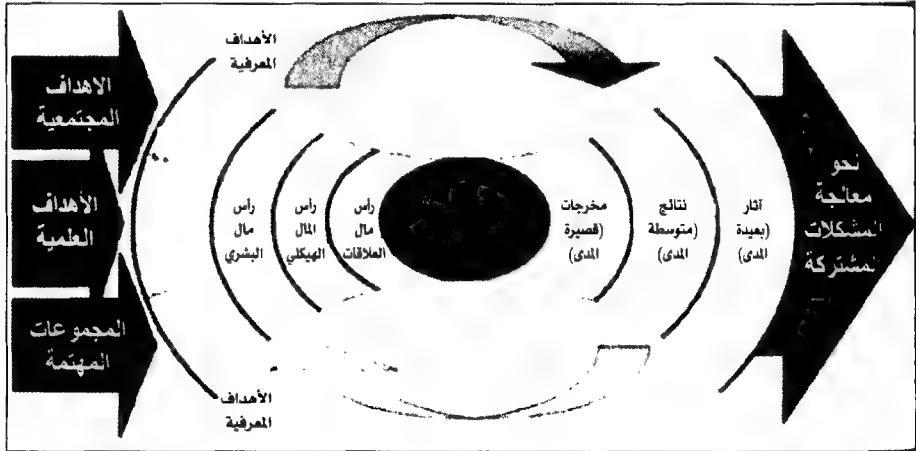 الأهداف
المعرفية
الاهداف
المجتمعية
الأهداف
العلمية
المجموعات
المهتمة
رأس
مال
البشري
رأس
المال
الهيكلي
رأس
مال
العلاقات
مخرجات
(قصيرة
المدى)
نتائج
(متوسطة
المدى)
آثار
(بعيدة
المدى)
نحو
معالجة
المشكلات
المشتركة
الأهداف
المعرفية